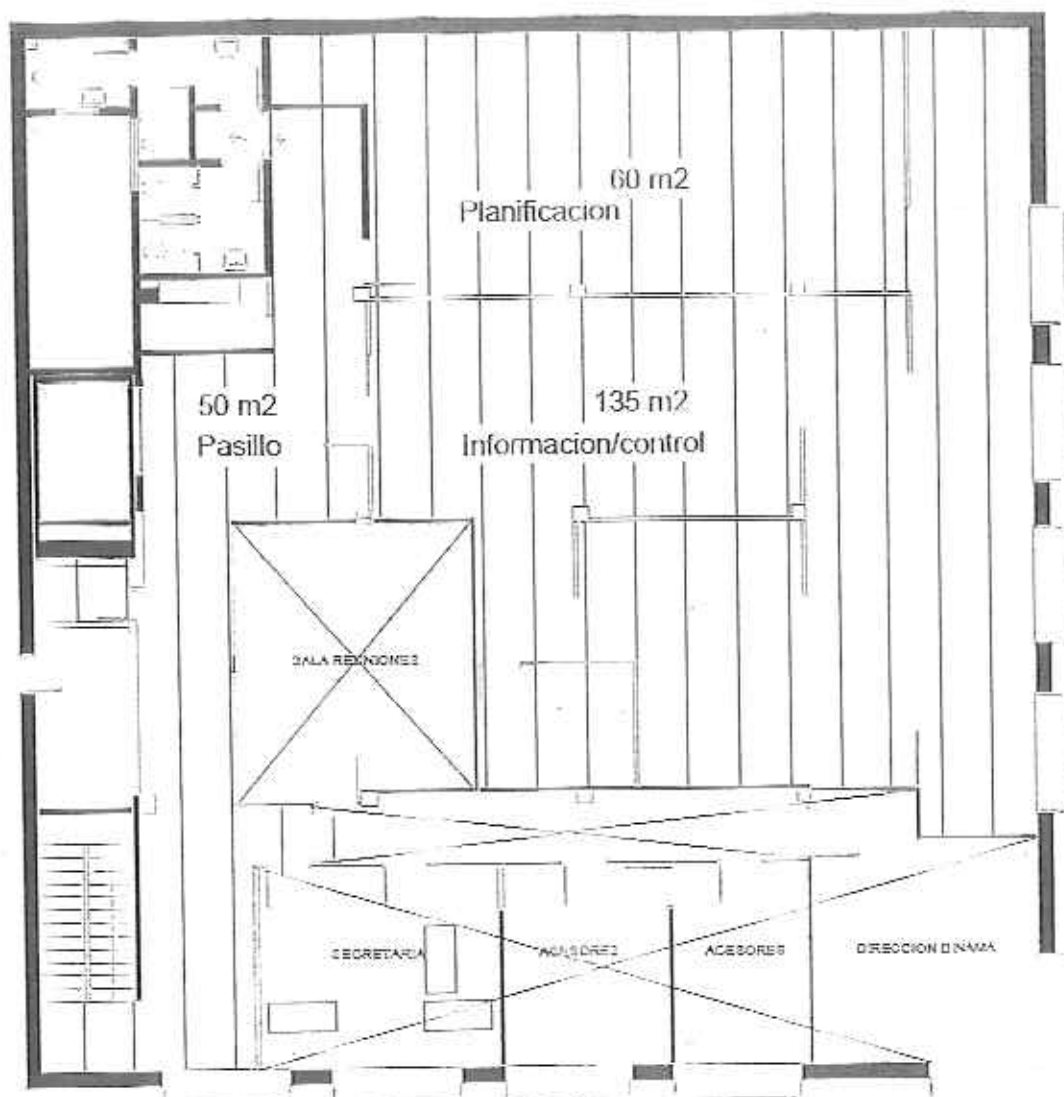 60 m2
Planificacion
50 m2
Pasillo
135 m2
Informacion/control
SALA REUNIONES
SECRETARIA
ACESORES
ACESORES
DIRECCION DINAMA